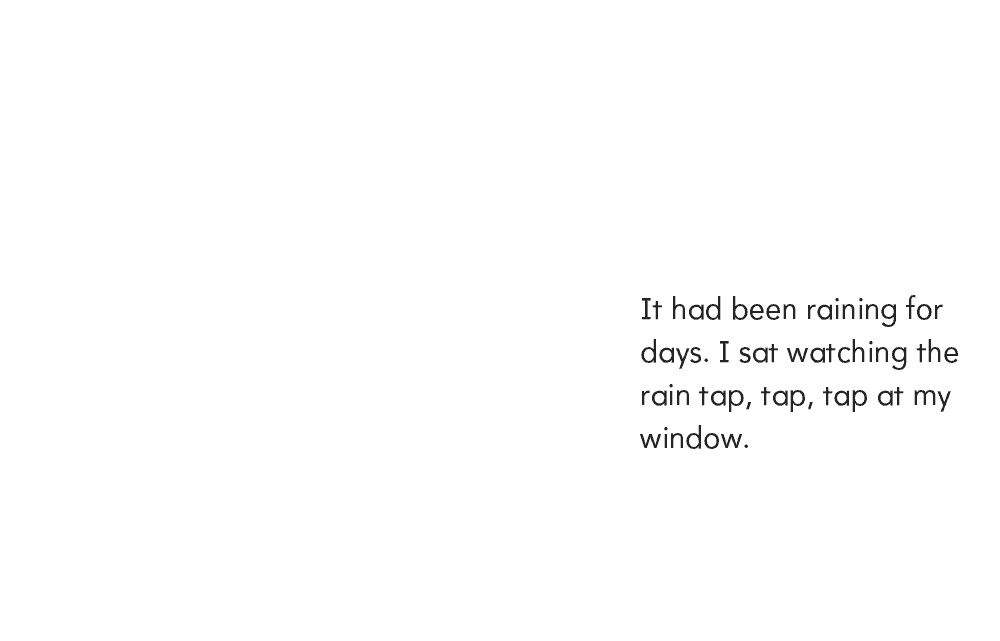 It had been raining for
days. I sat watching the
rain tap, tap, tap at my
window.